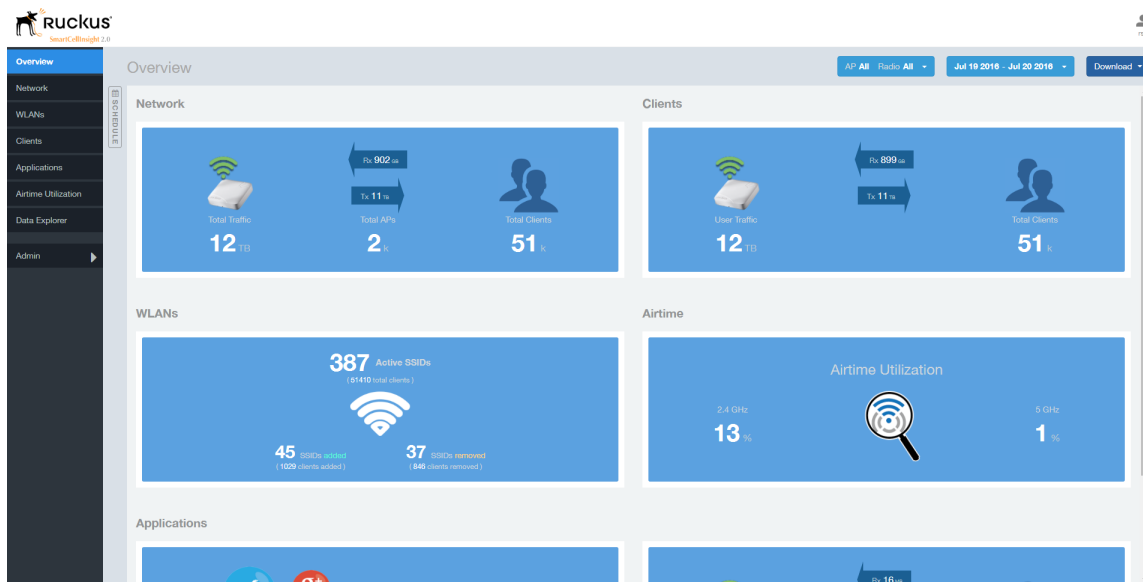 Ruckus
SmartCellInsight 2.0
Overview
Network
WLANs
Clients
Applications
Airtime Utilization
Data Explorer
Admin
SCHEDULE
Overview
AP All Radio All
Jul 19 2016 - Jul 20 2016
Download
Network
Rx 902 GB
Tx 11 TB
Total Traffic
Total APs
Total Clients
12 TB
2 k
51 k
Clients
Rx 899 GB
Tx 11 TB
User Traffic
Total Clients
12 TB
51 k
WLANs
387 Active SSIDs
( 51410 total clients )
45 SSIDs added
( 1029 clients added )
37 SSIDs removed
( 846 clients removed )
Airtime
Airtime Utilization
2.4 GHz
13 %
5 GHz
1 %
Applications
g+
Rx 16